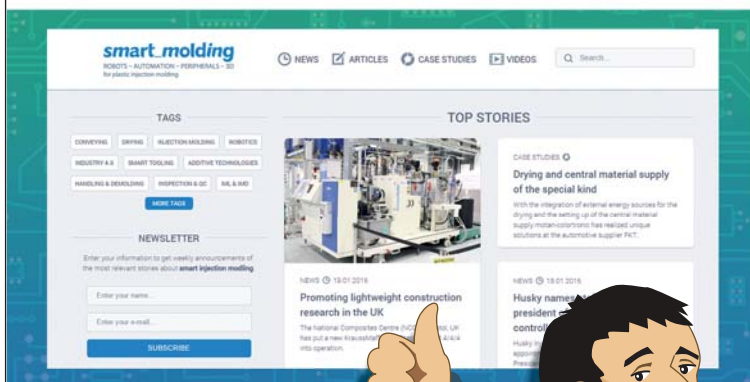 smart_molding
ROBOTS – AUTOMATION – PERIPHERALS – 3D
for plastic injection molding
NEWS ARTICLES CASE STUDIES VIDEOS Search...
TAGS
CONVEYING DRYING INJECTION MOLDING ROBOTICS
INDUSTRY 4.0 SMART TOOLING ADDITIVE TECHNOLOGIES
HANDLING & DEMOLDING INSPECTION & QC IML & IMD
MORE TAGS
NEWSLETTER
Enter your information to get weekly announcements of
the most relevant stories about smart injection modling
Enter your name...
Enter your e-mail...
SUBSCRIBE
TOP STORIES
NEWS 18.01.2016
Promoting lightweight construction
research in the UK
The National Composites Centre (NCC) UK
has put a new
into operation.
CASE STUDIES
Drying and central material supply
of the special kind
With the integration of external energy sources for the
drying and the setting up of the central material
supply motan-colortronic has realized unique
solutions at the automotive supplier FKT.
NEWS 18.01.2016
Husky names
president
Husky